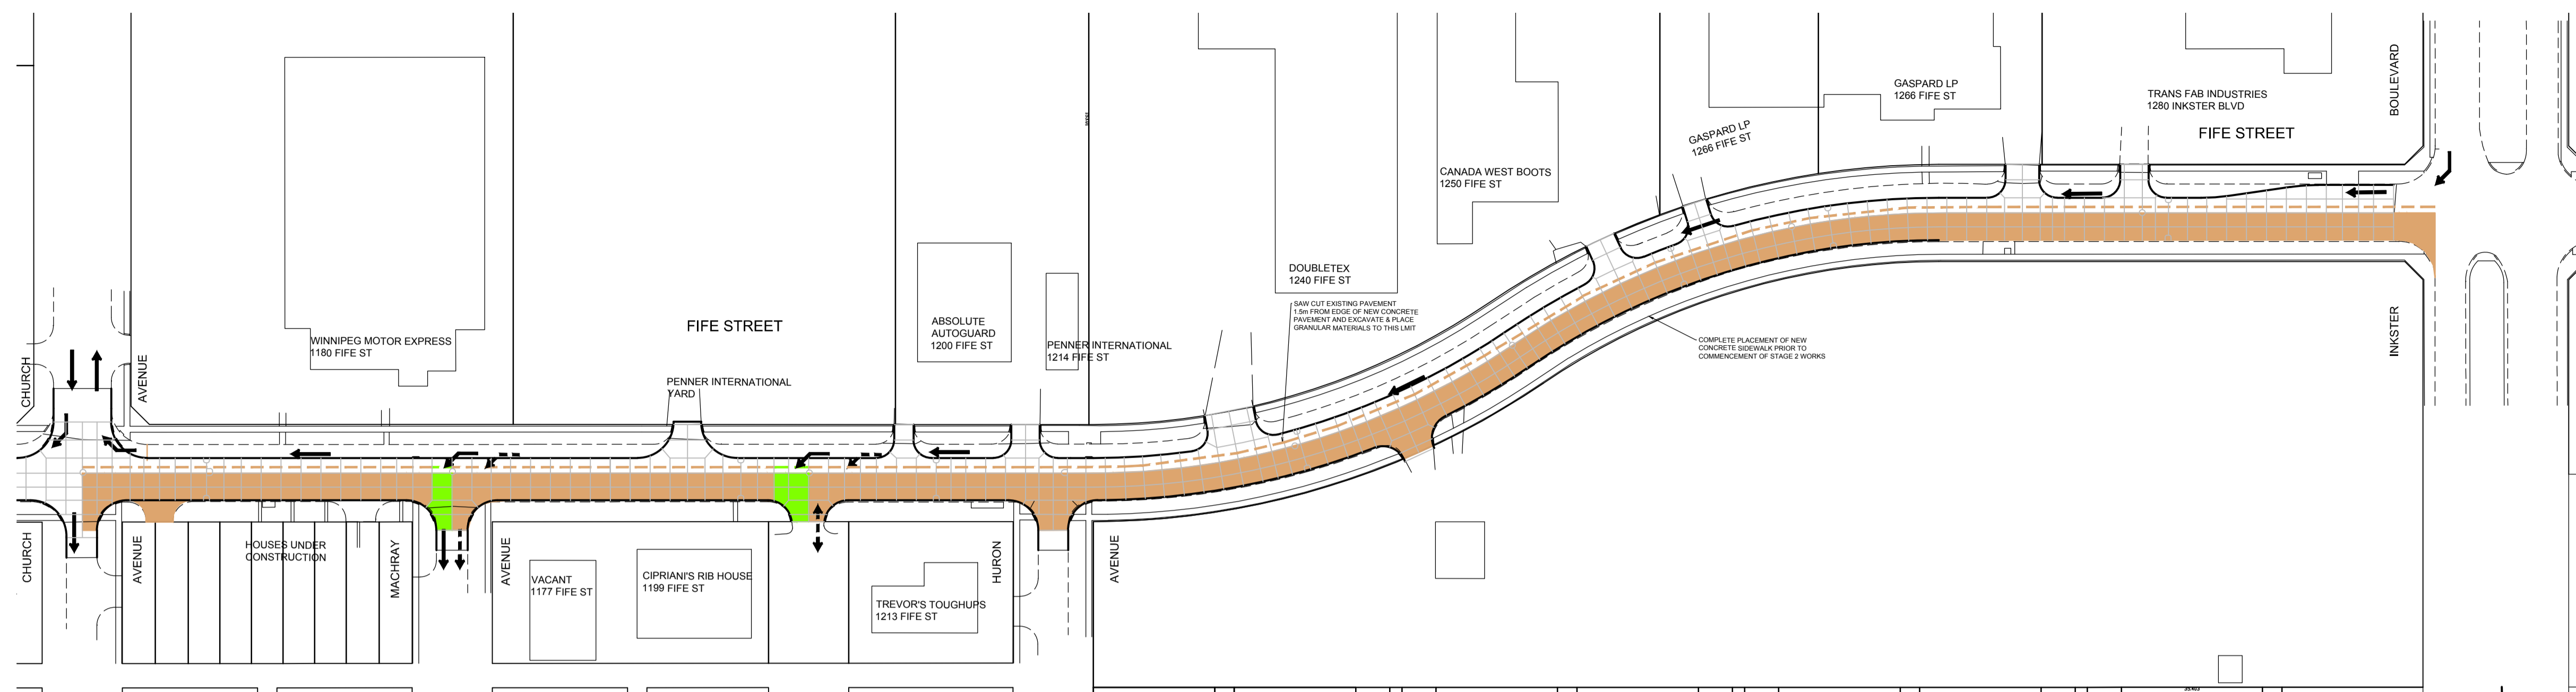 BOULEVARD
GASPARD LP
1266 FIFE ST
TRANS FAB INDUSTRIES
1280 INKSTER BLVD
FIFE STREET
GASPARD LP
1266 FIFE ST
CANADA WEST BOOTS
1250 FIFE ST
DOUBLETEX
1240 FIFE ST
SAW CUT EXISTING PAVEMENT
1.5m FROM EDGE OF NEW CONCRETE
PAVEMENT AND EXCAVATE & PLACE
GRANULAR MATERIALS TO THIS LMIT
COMPLETE PLACEMENT OF NEW
CONCRETE SIDEWALK PRIOR TO
COMMENCEMENT OF STAGE 2 WORKS
INKSTER
FIFE STREET
ABSOLUTE
AUTOGUARD
1200 FIFE ST
PENNER INTERNATIONAL
1214 FIFE ST
WINNIPEG MOTOR EXPRESS
1180 FIFE ST
PENNER INTERNATIONAL
YARD
CHURCH
AVENUE
CHURCH
AVENUE
HOUSES UNDER
CONSTRUCTION
MACHRAY
AVENUE
VACANT
1177 FIFE ST
CIPRIANI'S RIB HOUSE
1199 FIFE ST
TREVOR'S TOUGHUPS
1213 FIFE ST
HURON
AVENUE